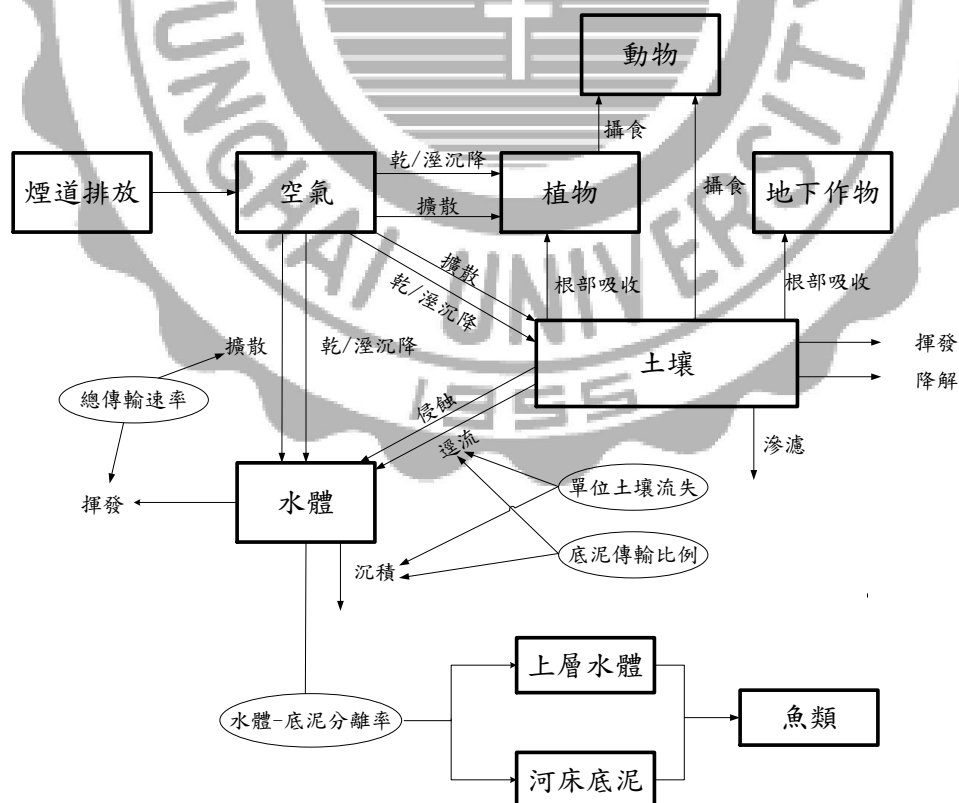 動物
攝食
乾/溼沉降
煙道排放
空氣
植物
攝食
地下作物
擴散
擴散
乾/溼沉降
根部吸收
根部吸收
擴散
乾/溼沉降
土壤
揮發
降解
總傳輸速率
侵蝕
逕流
滲濾
水體
單位土壤流失
揮發
沉積
底泥傳輸比例
上層水體
水體-底泥分離率
魚類
河床底泥
UNGHAI UNIVERSITY
1955